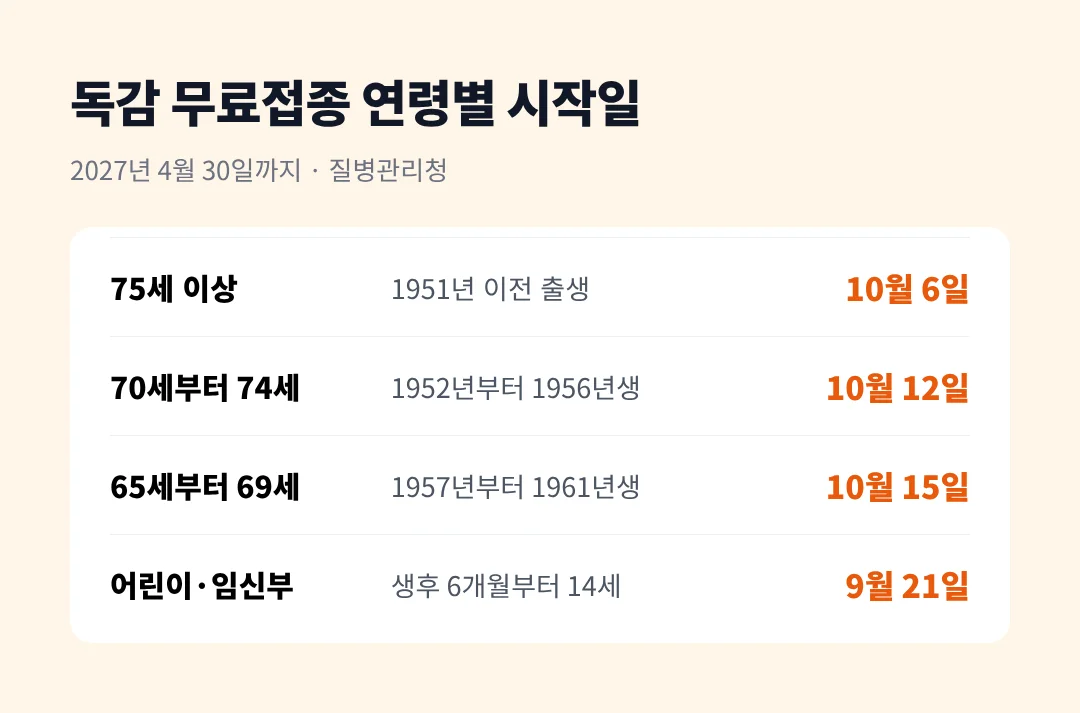 독감 무료접종 연령별 시작일
2027년 4월 30일까지 · 질병관리청
75세 이상 1951년 이전 출생 10월 6일
70세부터 74세 1952년부터 1956년생 10월 12일
65세부터 69세 1957년부터 1961년생 10월 15일
어린이·임신부 생후 6개월부터 14세 9월 21일